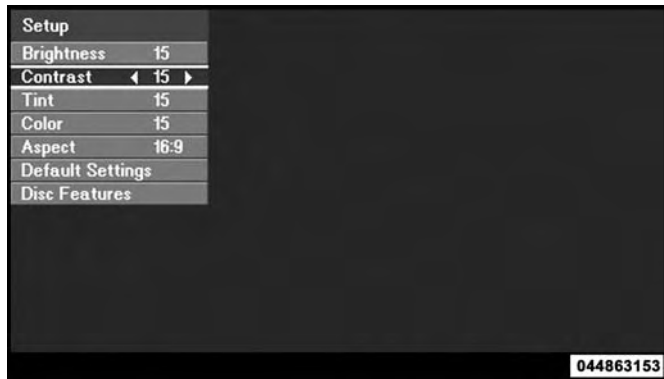 Setup
Brightness 15
Contrast 15
Tint 15
Color 15
Aspect 16:9
Default Settings
Disc Features
044863153